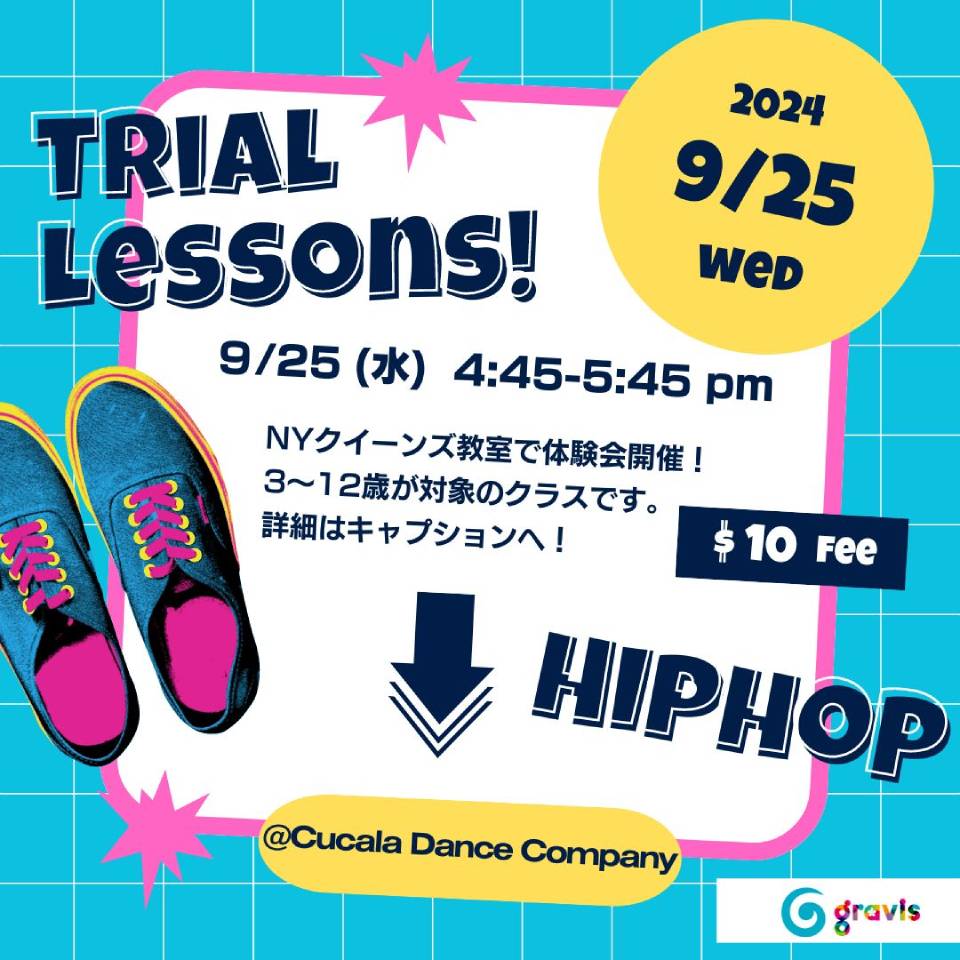 TRIAL
Lessons!
2024
9/25
WED
9/25 (水) 4:45-5:45 pm
NYクイーンズ教室で体験会開催！
3〜12歳が対象のクラスです。
詳細はキャプションへ！
$ 10 Fee
HIPHOP
@Cucala Dance Company
gravis